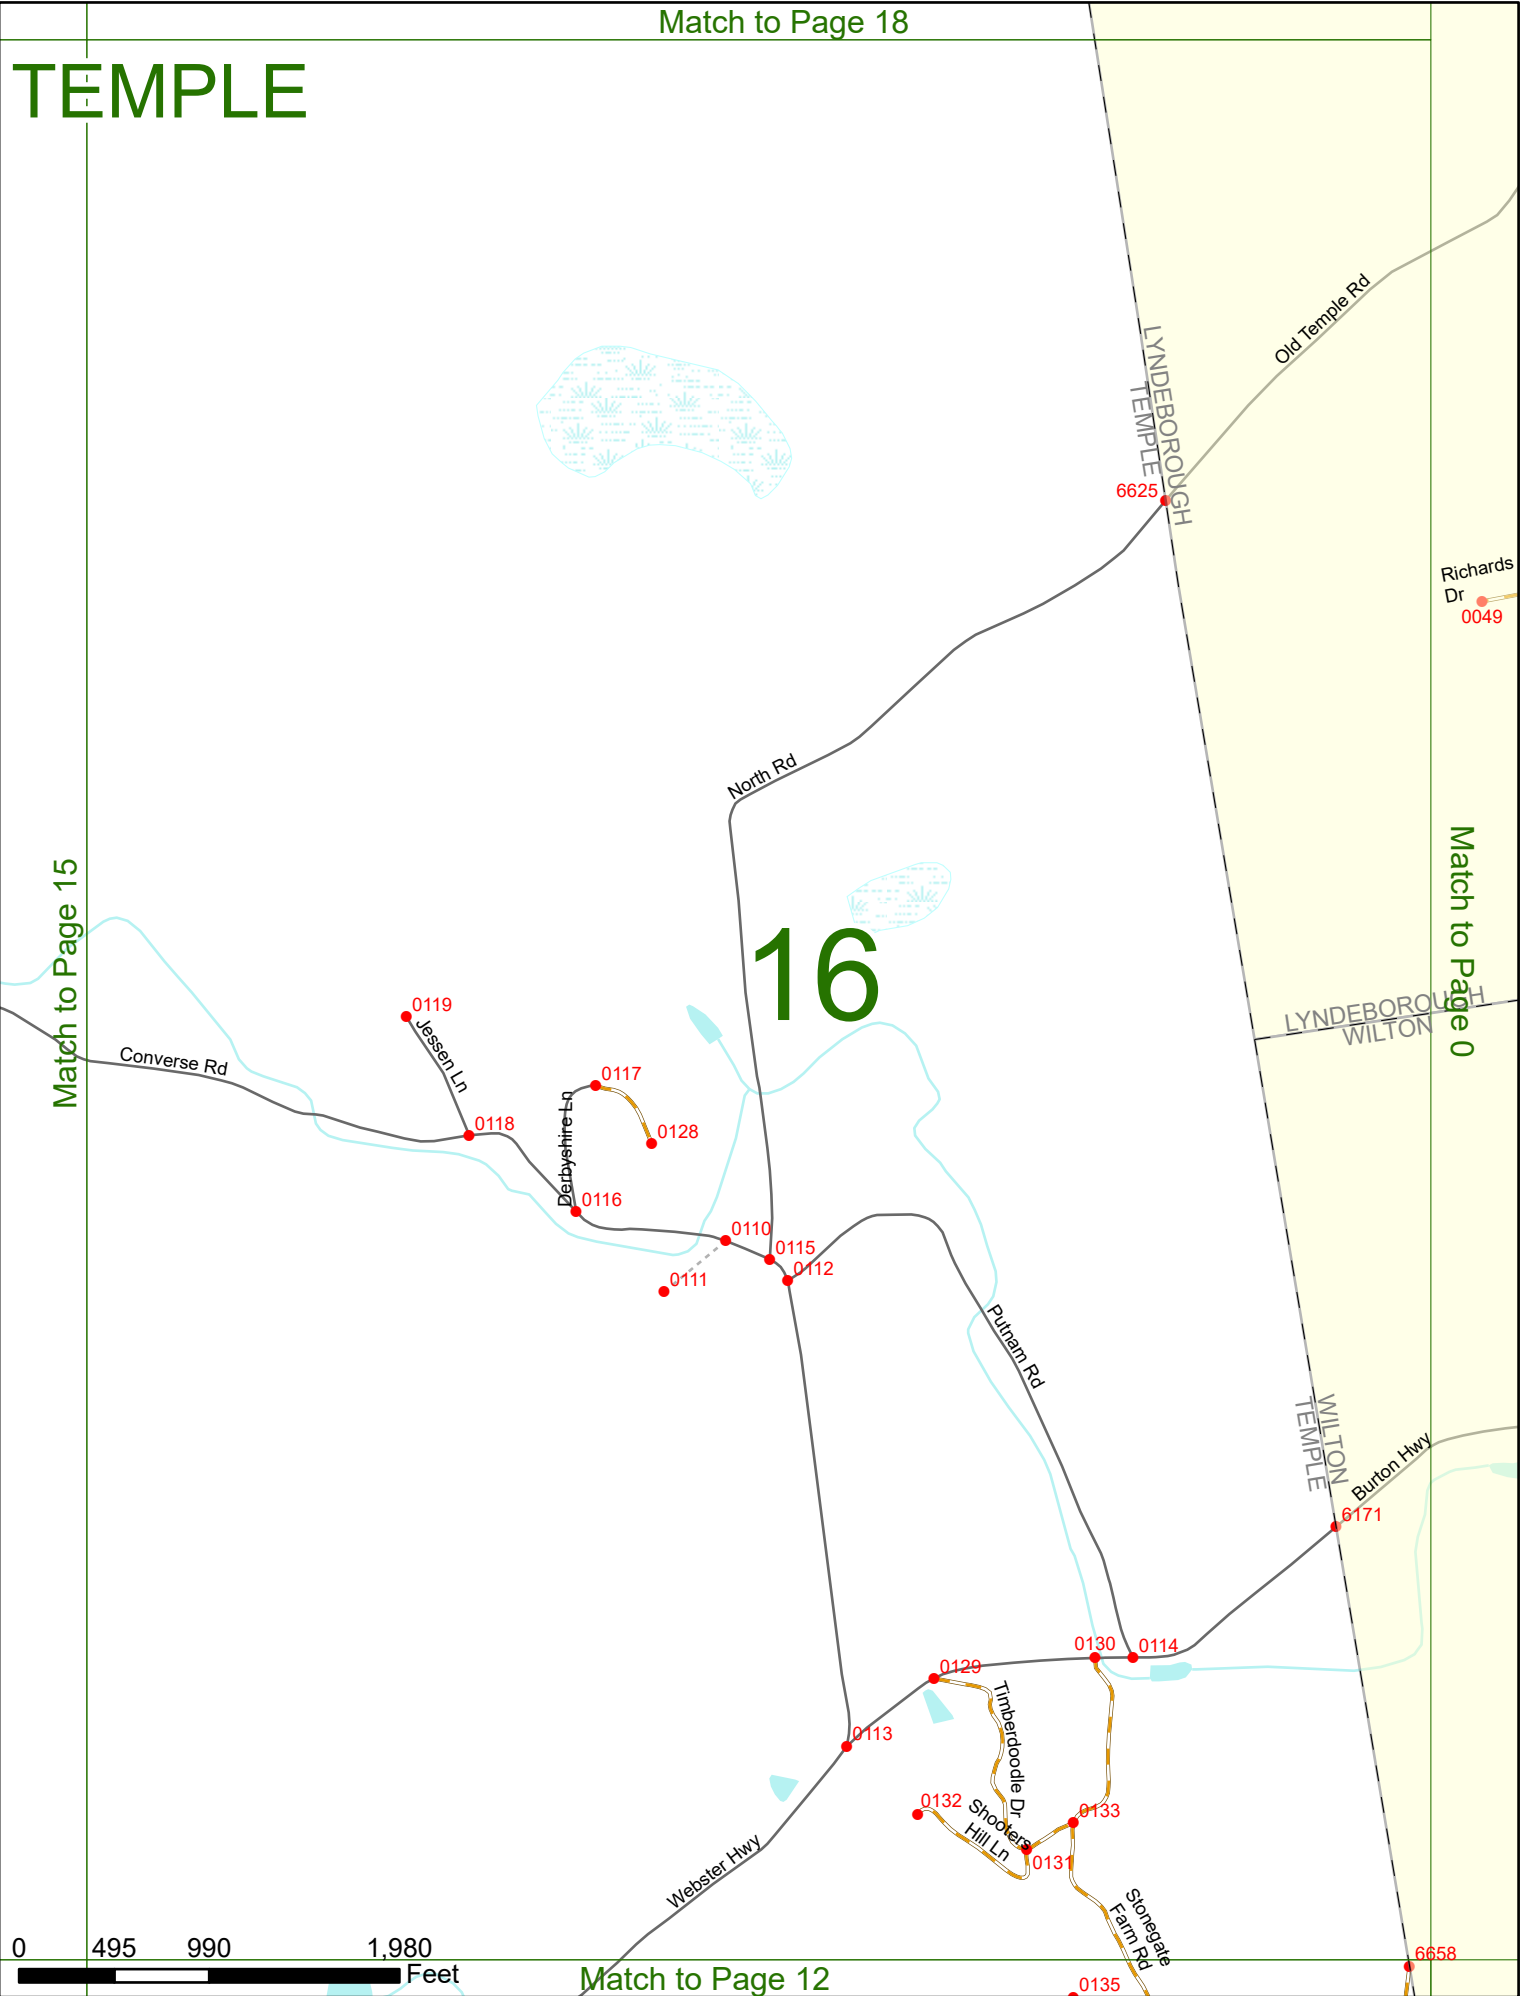 Match to Page 18
TEMPLE
Old Temple Rd
LYNDEBOROUGH
TEMPLE
6625
Richards
Dr
0049
North Rd
Match to Page 15
Match to Page 0
16
LYNDEBOROUGH
WILTON
0119
Jessen Ln
Converse Rd
0117
0118
0128
Derbyshire Ln
0116
0110
0115
0112
0111
Putnam Rd
WILTON
TEMPLE
Burton Hwy
6171
0130
0114
0129
Timberdoodle Dr
0113
0132
Shooters
Hill Ln
0133
0131
Webster Hwy
Stonegate
Farm Rd
0 495 990 1,980
Feet
Match to Page 12
6658
0135